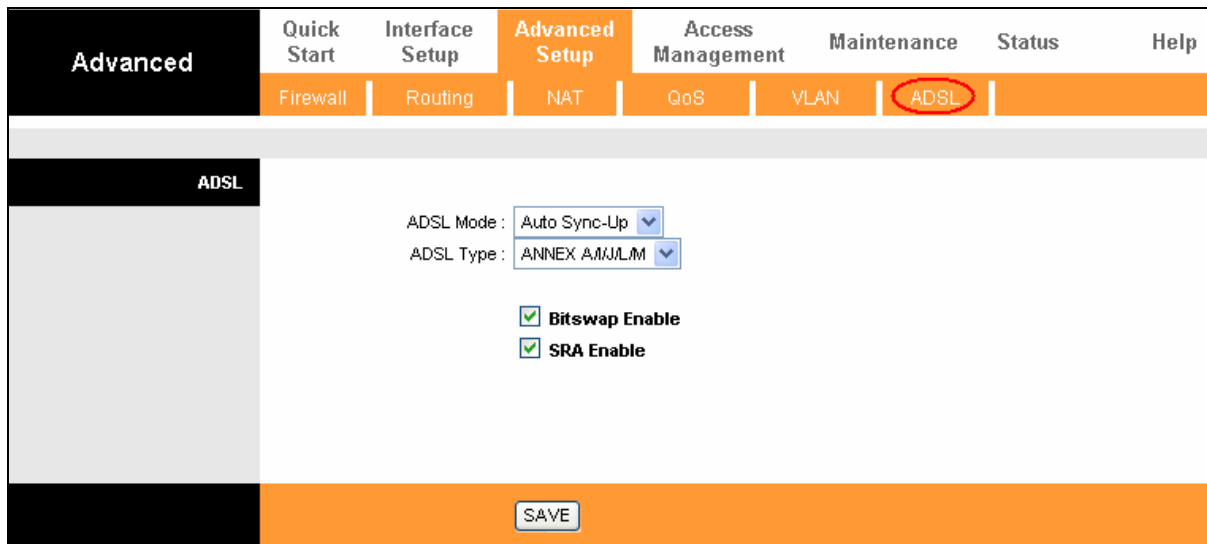 Advanced
Quick Start
Interface Setup
Advanced Setup
Access Management
Maintenance
Status
Help
Firewall
Routing
NAT
QoS
VLAN
ADSL
ADSL
ADSL Mode : Auto Sync-Up
ADSL Type : ANNEX A/I/J/L/M
Bitswap Enable
SRA Enable
SAVE